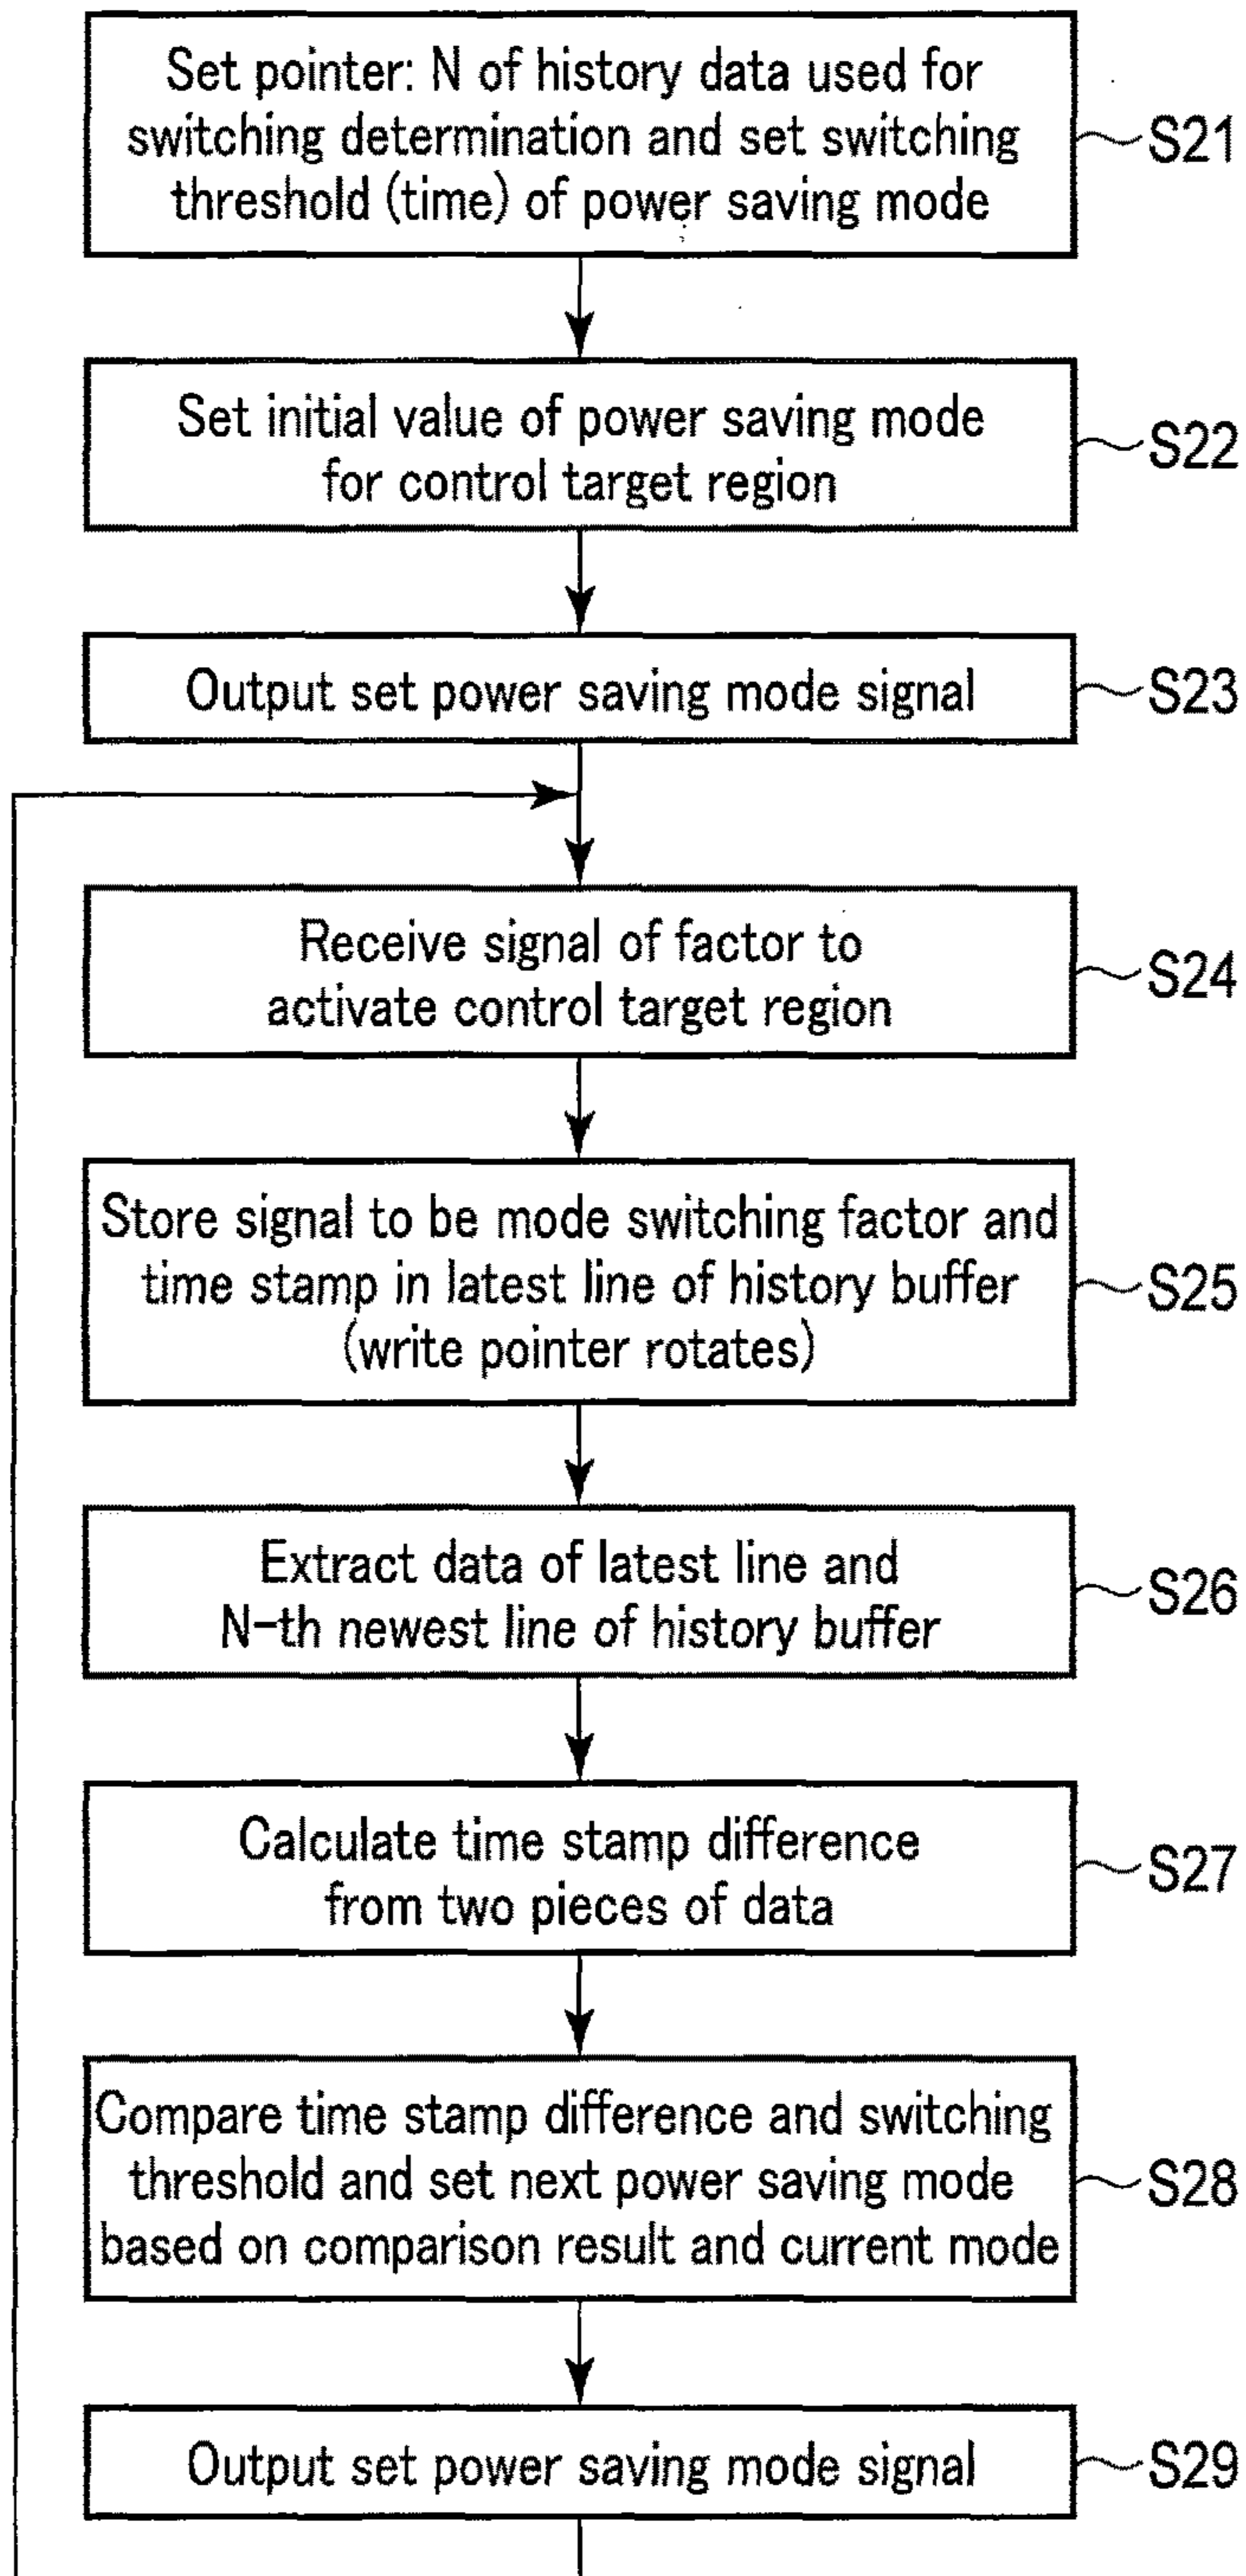 Set pointer: N of history data used for
switching determination and set switching
threshold (time) of power saving mode
S21
Set initial value of power saving mode
for control target region
S22
Output set power saving mode signal
S23
Receive signal of factor to
activate control target region
S24
Store signal to be mode switching factor and
time stamp in latest line of history buffer
(write pointer rotates)
S25
Extract data of latest line and
N-th newest line of history buffer
S26
Calculate time stamp difference
from two pieces of data
S27
Compare time stamp difference and switching
threshold and set next power saving mode
based on comparison result and current mode
S28
Output set power saving mode signal
S29